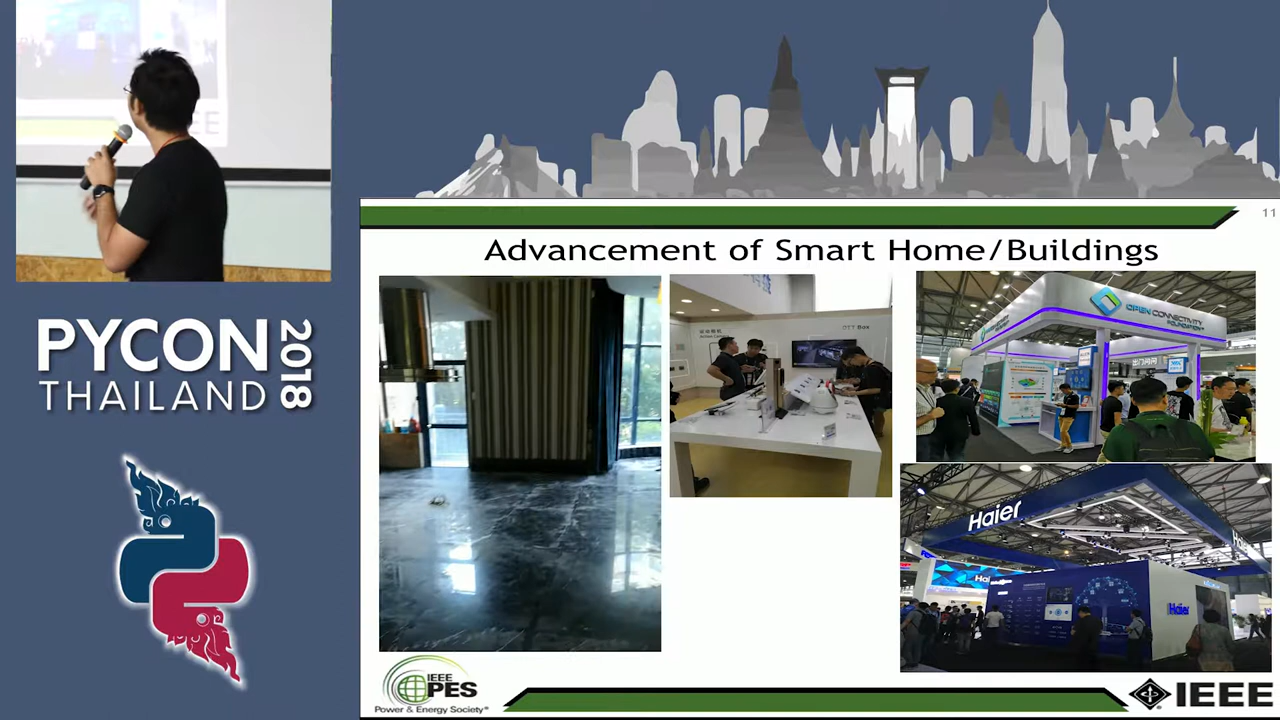 PYCON
THAILAND
2018
11
Advancement of Smart Home/Buildings
OPEN CONNECTIVITY
FOUNDATION
Haier
Haier
IEEE
PES
Power & Energy Society®
IEEE